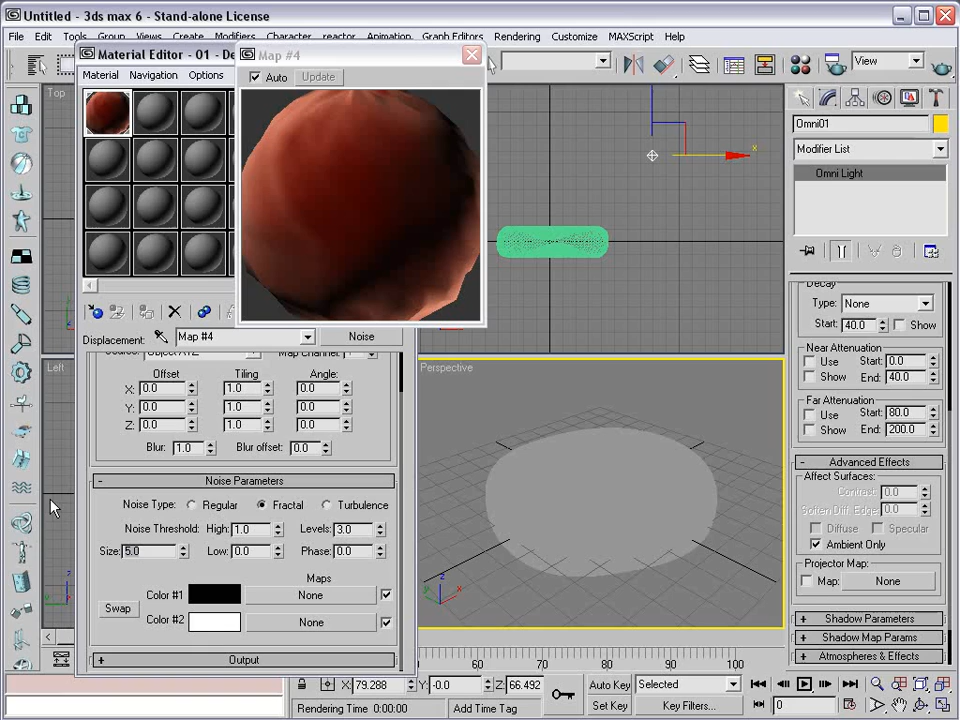 Untitled - 3ds max 6 - Stand-alone License
File Edit Tools Group Views Create Modifiers Character reactor Animation Graph Editors Rendering Customize MAXScript Help
Material Editor - 01 - De
Map #4
Material Navigation Options
Auto Update
View
Top
Omni01
Modifier List
Omni Light
x
Decay
Type: None
Start: 40.0 Show
Displacement: Map #4 Noise
Near Attenuation
Use Start: 0.0
Show End: 40.0
Object XYZ Map Channel:
Left
Perspective
Offset Tiling Angle:
X: 0.0 1.0 0.0
Y: 0.0 1.0 0.0
Z: 0.0 1.0 0.0
Far Attenuation
Use Start: 80.0
Show End: 200.0
Blur: 1.0 Blur offset: 0.0
- Advanced Effects
Affect Surfaces:
Contrast: 0.0
Soften Diff. Edge: 0.0
Diffuse Specular
Ambient Only
- Noise Parameters
Noise Type: Regular Fractal Turbulence
Noise Threshold: High: 1.0 Levels: 3.0
Size: 5.0 Low: 0.0 Phase: 0.0
Maps
Color #1 None
Swap
Color #2 None
+ Output
Projector Map:
Map: None
z
y x
+ Shadow Parameters
+ Shadow Map Params
+ Atmospheres & Effects
60 70 80 90 100
X: 79.288 Y: -0.0 Z: 66.492
Auto Key Selected
Rendering Time 0:00:00 Add Time Tag
Set Key Key Filters...
0